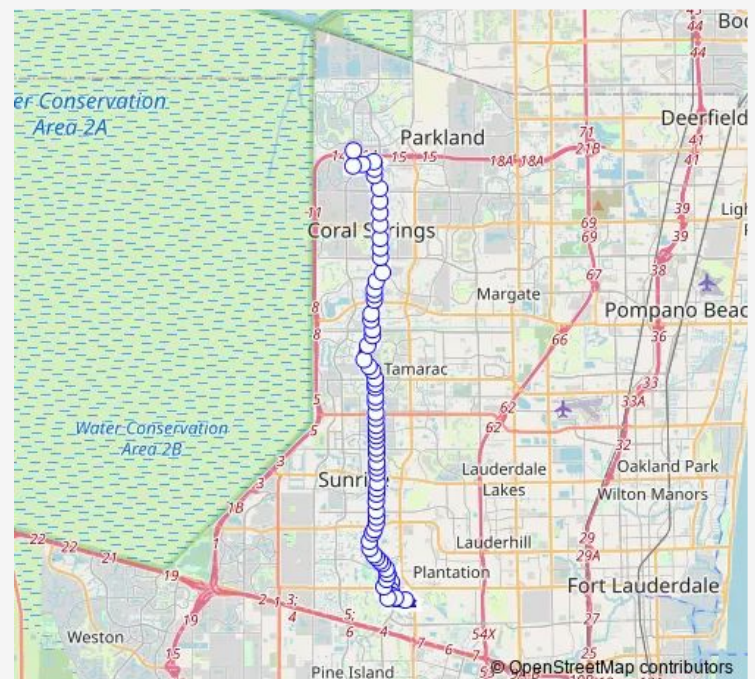 Boc
44
44
er Conservation
Area 2A
Deerfield
71
21B
41
41
Parkland
14
15
15
18A
18A
39
39
11
Coral Springs
69
69
38
67
Margate
Pompano Beac
8
8
66
36
Tamarac
33
33A
5
5
62
62
32
Water Conservation
Area 2B
3
3
Lauderdale
Lakes
Oakland Park
Wilton Manors
Sunrise
1B
22
22
21
1
29
29A
Lauderhill
19
Plantation
Fort Lauderdale
2
1
3;
4
5;
6
4
7
27
19
54X
Weston
15
25
Pine Island
© OpenStreetMap contributors